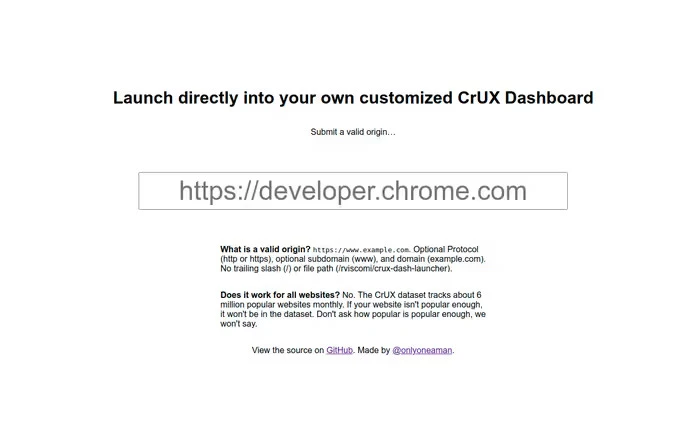 Launch directly into your own customized CrUX Dashboard
Submit a valid origin…
https://developer.chrome.com
What is a valid origin? https://www.example.com. Optional Protocol
(http or https), optional subdomain (www), and domain (example.com).
No trailing slash (/) or file path (/rviscomi/crux-dash-launcher).
Does it work for all websites? No. The CrUX dataset tracks about 6
million popular websites monthly. If your website isn't popular enough,
it won't be in the dataset. Don't ask how popular is popular enough, we
won't say.
View the source on GitHub. Made by @onlyoneaman.